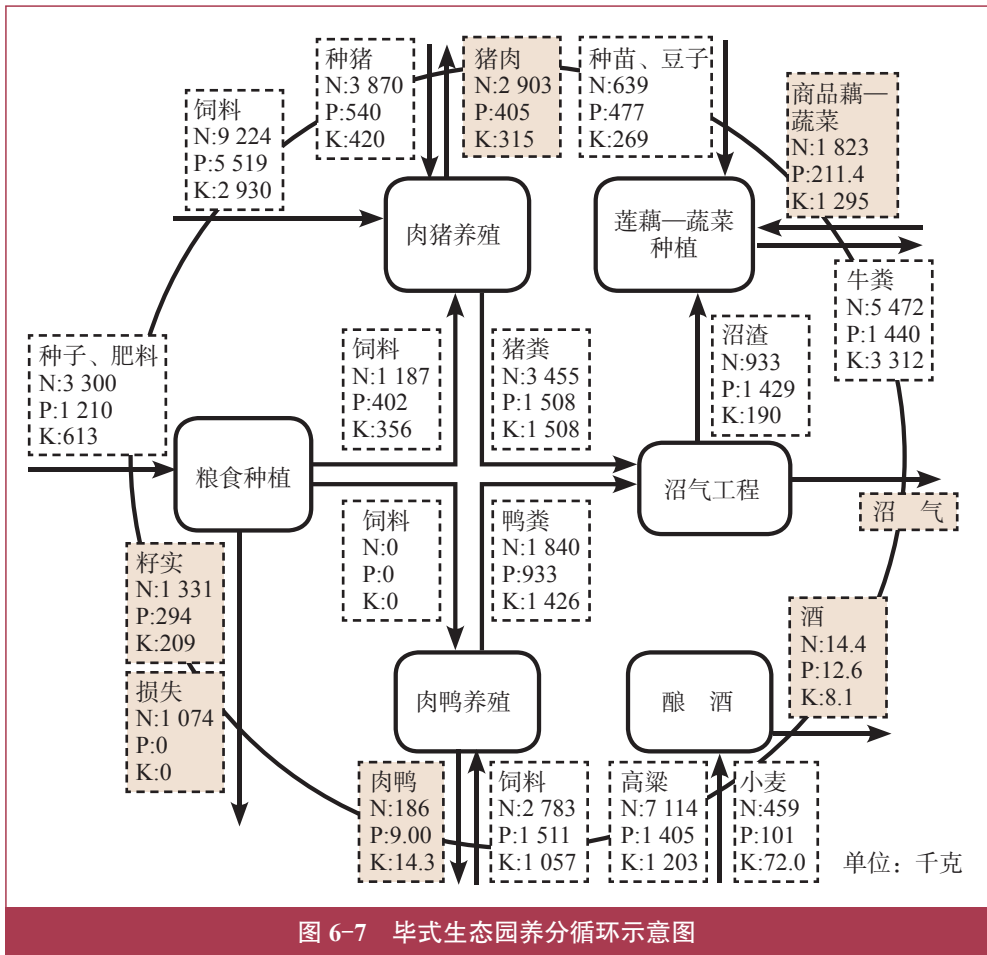 种猪
N:3 870
P:540
K:420
猪肉
N:2 903
P:405
K:315
种苗、豆子
N:639
P:477
K:269
商品藕—
蔬菜
N:1 823
P:211.4
K:1 295
饲料
N:9 224
P:5 519
K:2 930
肉猪养殖
莲藕—蔬菜
种植
牛粪
N:5 472
P:1 440
K:3 312
种子、肥料
N:3 300
P:1 210
K:613
饲料
N:1 187
P:402
K:356
猪粪
N:3 455
P:1 508
K:1 508
沼渣
N:933
P:1 429
K:190
粮食种植
沼气工程
沼 气
籽实
N:1 331
P:294
K:209
饲料
N:0
P:0
K:0
鸭粪
N:1 840
P:933
K:1 426
酒
N:14.4
P:12.6
K:8.1
损失
N:1 074
P:0
K:0
肉鸭养殖
酿 酒
肉鸭
N:186
P:9.00
K:14.3
饲料
N:2 783
P:1 511
K:1 057
高粱
N:7 114
P:1 405
K:1 203
小麦
N:459
P:101
K:72.0
单位：千克
图 6-7 毕式生态园养分循环示意图